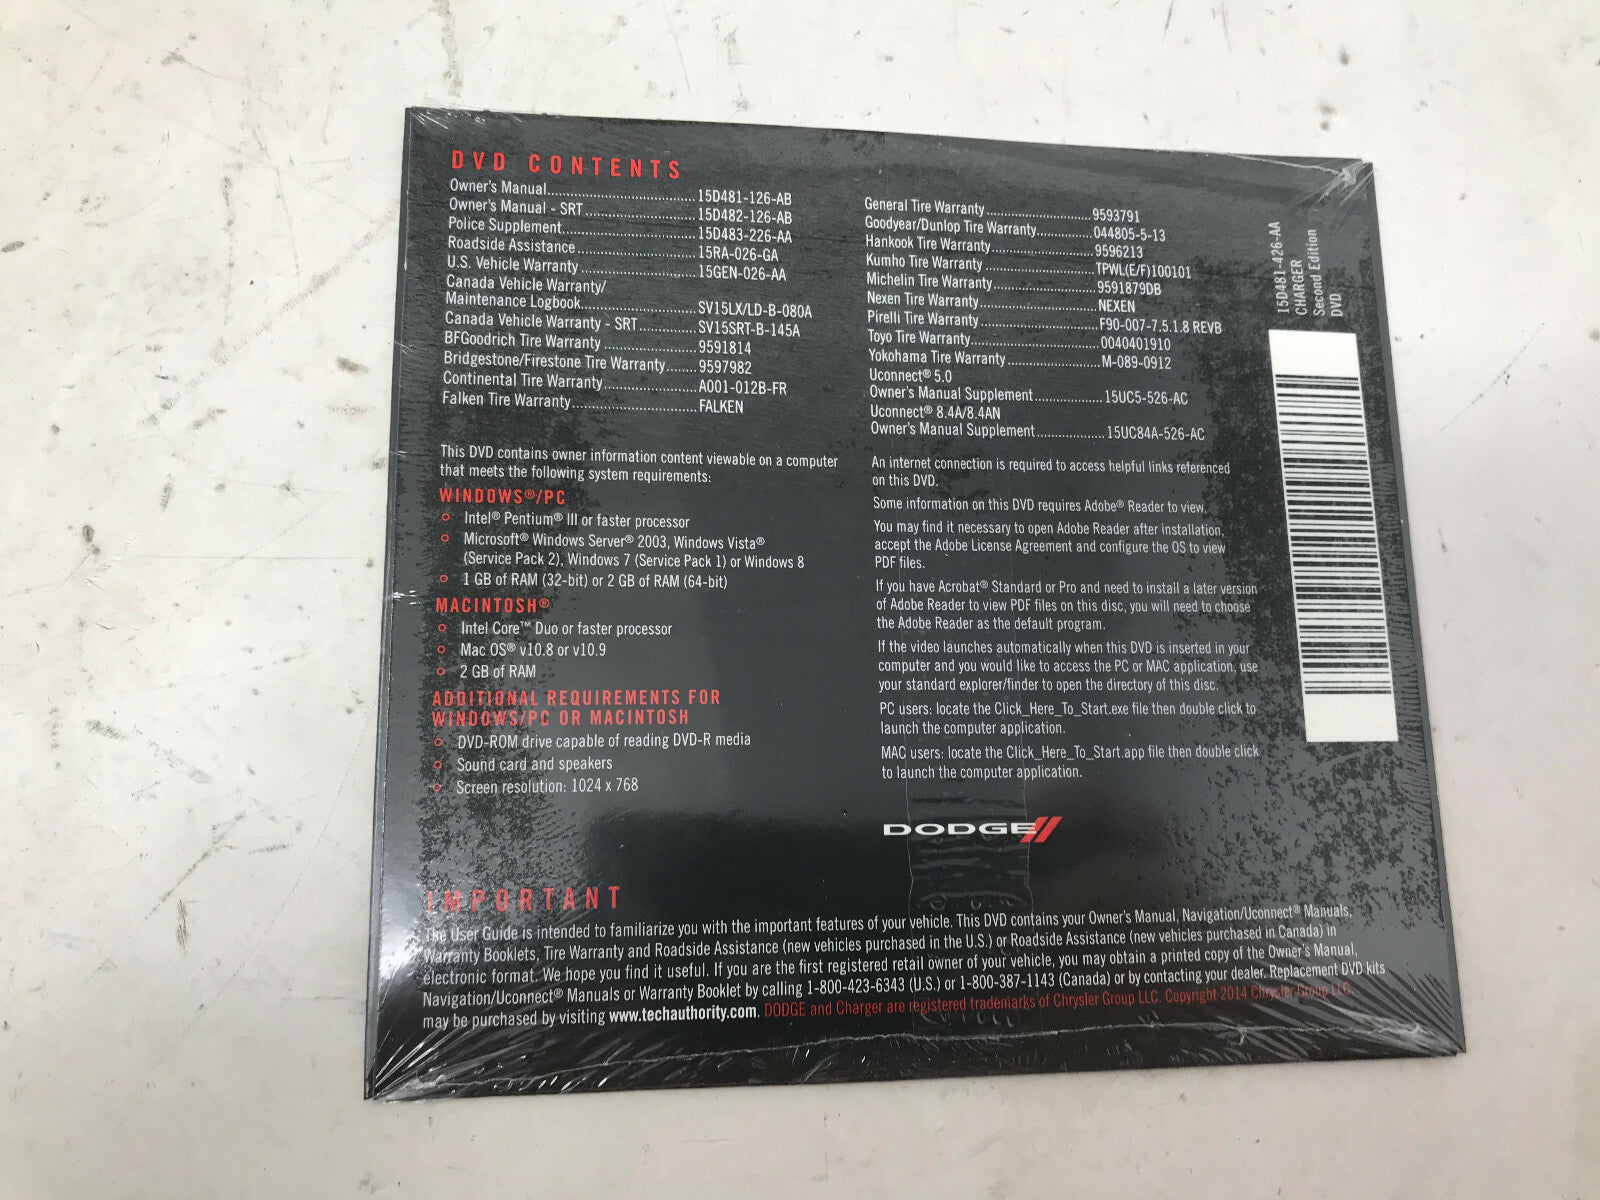 DVD CONTENTS
Owner's Manual.......................................15D481-126-AB
Owner's Manual - SRT.............................15D482-126-AB
Police Supplement...................................15D483-226-AA
Roadside Assistance...............................15RA-026-GA
U.S. Vehicle Warranty..............................15GEN-026-AA
Canada Vehicle Warranty/
Maintenance Logbook..............................SV15LX/LD-B-080A
Canada Vehicle Warranty - SRT...............SV15SRT-B-145A
BFGoodrich Tire Warranty........................9591814
Bridgestone/Firestone Tire Warranty........9597982
Continental Tire Warranty.........................A001-012B-FR
Falken Tire Warranty.................................FALKEN
This DVD contains owner information content viewable on a computer
that meets the following system requirements:
WINDOWS®/PC
Intel® Pentium® III or faster processor
Microsoft® Windows Server® 2003, Windows Vista®
(Service Pack 2), Windows 7 (Service Pack 1) or Windows 8
1 GB of RAM (32-bit) or 2 GB of RAM (64-bit)
MACINTOSH®
Intel Core™ Duo or faster processor
Mac OS® v10.8 or v10.9
2 GB of RAM
ADDITIONAL REQUIREMENTS FOR
WINDOWS/PC OR MACINTOSH
DVD-ROM drive capable of reading DVD-R media
Sound card and speakers
Screen resolution: 1024 x 768
General Tire Warranty............................9593791
Goodyear/Dunlop Tire Warranty...............044805-5-13
Hankook Tire Warranty...........................9596213
Kumho Tire Warranty..............................TPWL(E/F)100101
Michelin Tire Warranty............................9591879DB
Nexen Tire Warranty...............................NEXEN
Pirelli Tire Warranty................................F90-007-7.5.1.8 REVB
Toyo Tire Warranty..................................0040401910
Yokohama Tire Warranty.........................M-089-0912
Uconnect® 5.0
Owner's Manual Supplement..................15UC5-526-AC
Uconnect® 8.4A/8.4AN
Owner's Manual Supplement..................15UC84A-526-AC
An internet connection is required to access helpful links referenced
on this DVD.
Some information on this DVD requires Adobe® Reader to view.
You may find it necessary to open Adobe Reader after installation,
accept the Adobe License Agreement and configure the OS to view
PDF files.
If you have Acrobat® Standard or Pro and need to install a later version
of Adobe Reader to view PDF files on this disc, you will need to choose
the Adobe Reader as the default program.
If the video launches automatically when this DVD is inserted in your
computer and you would like to access the PC or MAC application, use
your standard explorer/finder to open the directory of this disc.
PC users: locate the Click_Here_To_Start.exe file then double click to
launch the computer application.
MAC users: locate the Click_Here_To_Start.app file then double click
to launch the computer application.
15D481-426-AA
CHARGER
Second Edition
DVD
DODGE
IMPORTANT
The User Guide is intended to familiarize you with the important features of your vehicle. This DVD contains your Owner's Manual, Navigation/Uconnect® Manuals,
Warranty Booklets, Tire Warranty and Roadside Assistance (new vehicles purchased in the U.S.) or Roadside Assistance (new vehicles purchased in Canada) in
electronic format. We hope you find it useful. If you are the first registered retail owner of your vehicle, you may obtain a printed copy of the Owner's Manual,
Navigation/Uconnect® Manuals or Warranty Booklet by calling 1-800-423-6343 (U.S.) or 1-800-387-1143 (Canada) or by contacting your dealer. Replacement DVD kits
may be purchased by visiting www.techauthority.com. DODGE and Charger are registered trademarks of Chrysler Group LLC. Copyright 2014 Chrysler Group LLC.